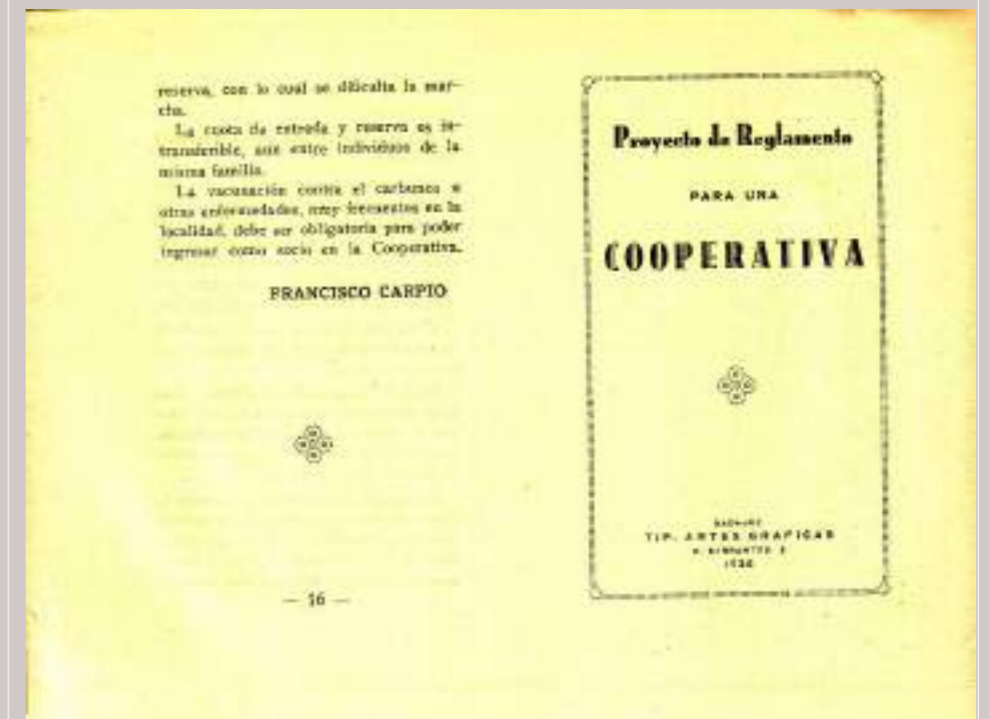 reserva, con lo cual se dificulta la mar-
cha.
La cuota de entrada y reserva es in-
transferible, aun entre individuos de la
misma familia.
La vacunación contra el carbunco u
otras enfermedades, muy frecuentes en la
localidad, debe ser obligatoria para poder
ingresar como socio en la Cooperativa.
FRANCISCO CARPIO
— 16 —
Proyecto de Reglamento
PARA UNA
COOPERATIVA
BADAJOZ
TIP. ARTES GRAFICAS